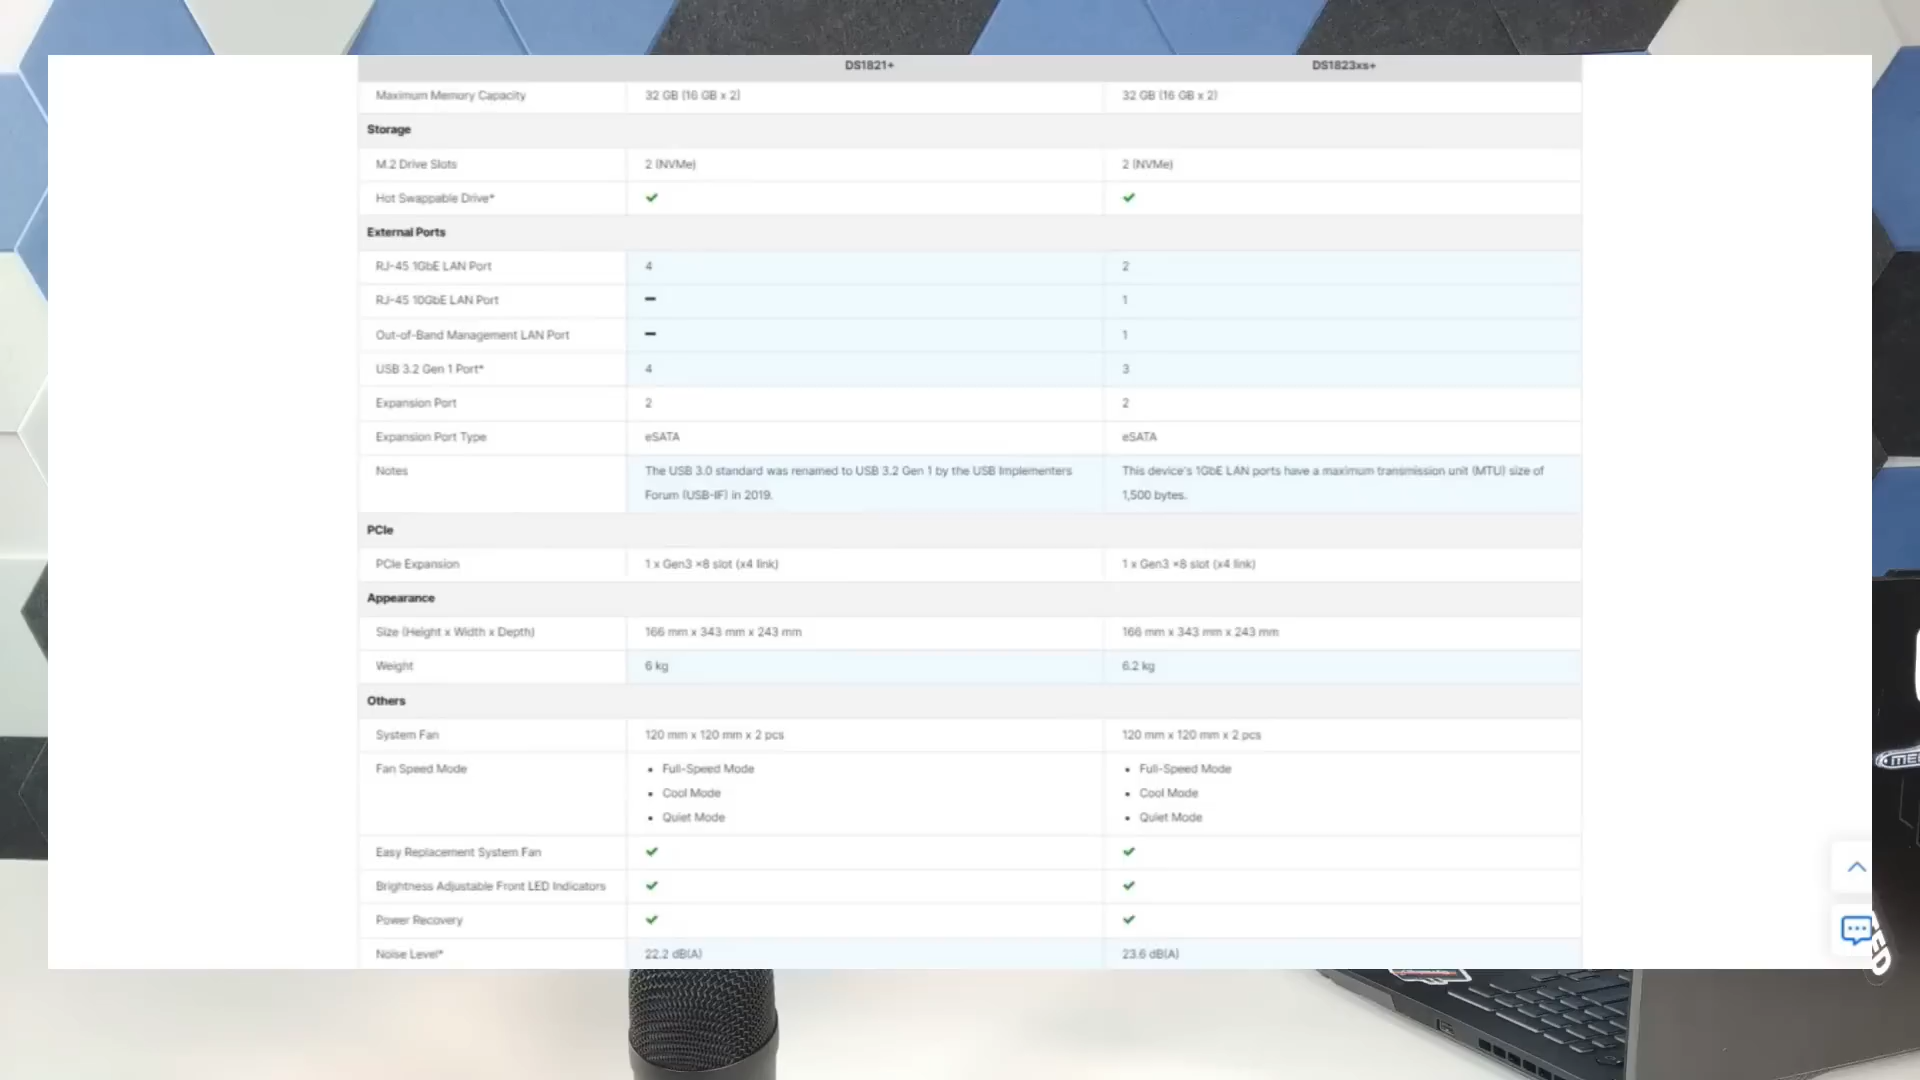 DS1821+ DS1823xs+
Maximum Memory Capacity 32 GB (16 GB x 2) 32 GB (16 GB x 2)
Storage
M.2 Drive Slots 2 (NVMe) 2 (NVMe)
Hot Swappable Drive*
External Ports
RJ-45 1GbE LAN Port 4 2
RJ-45 10GbE LAN Port – 1
Out-of-Band Management LAN Port – 1
USB 3.2 Gen 1 Port* 4 3
Expansion Port 2 2
Expansion Port Type eSATA eSATA
Notes The USB 3.0 standard was renamed to USB 3.2 Gen 1 by the USB Implementers This device's 1GbE LAN ports have a maximum transmission unit (MTU) size of
Forum (USB-IF) in 2019. 1,500 bytes.
PCIe
PCIe Expansion 1 x Gen3 x8 slot (x4 link) 1 x Gen3 x8 slot (x4 link)
Appearance
Size (Height x Width x Depth) 166 mm x 343 mm x 243 mm 166 mm x 343 mm x 243 mm
Weight 6 kg 6.2 kg
Others
System Fan 120 mm x 120 mm x 2 pcs 120 mm x 120 mm x 2 pcs
Fan Speed Mode • Full-Speed Mode • Full-Speed Mode
• Cool Mode • Cool Mode
• Quiet Mode • Quiet Mode
Easy Replacement System Fan
Brightness Adjustable Front LED Indicators
Power Recovery
Noise Level* 22.2 dB(A) 23.6 dB(A)